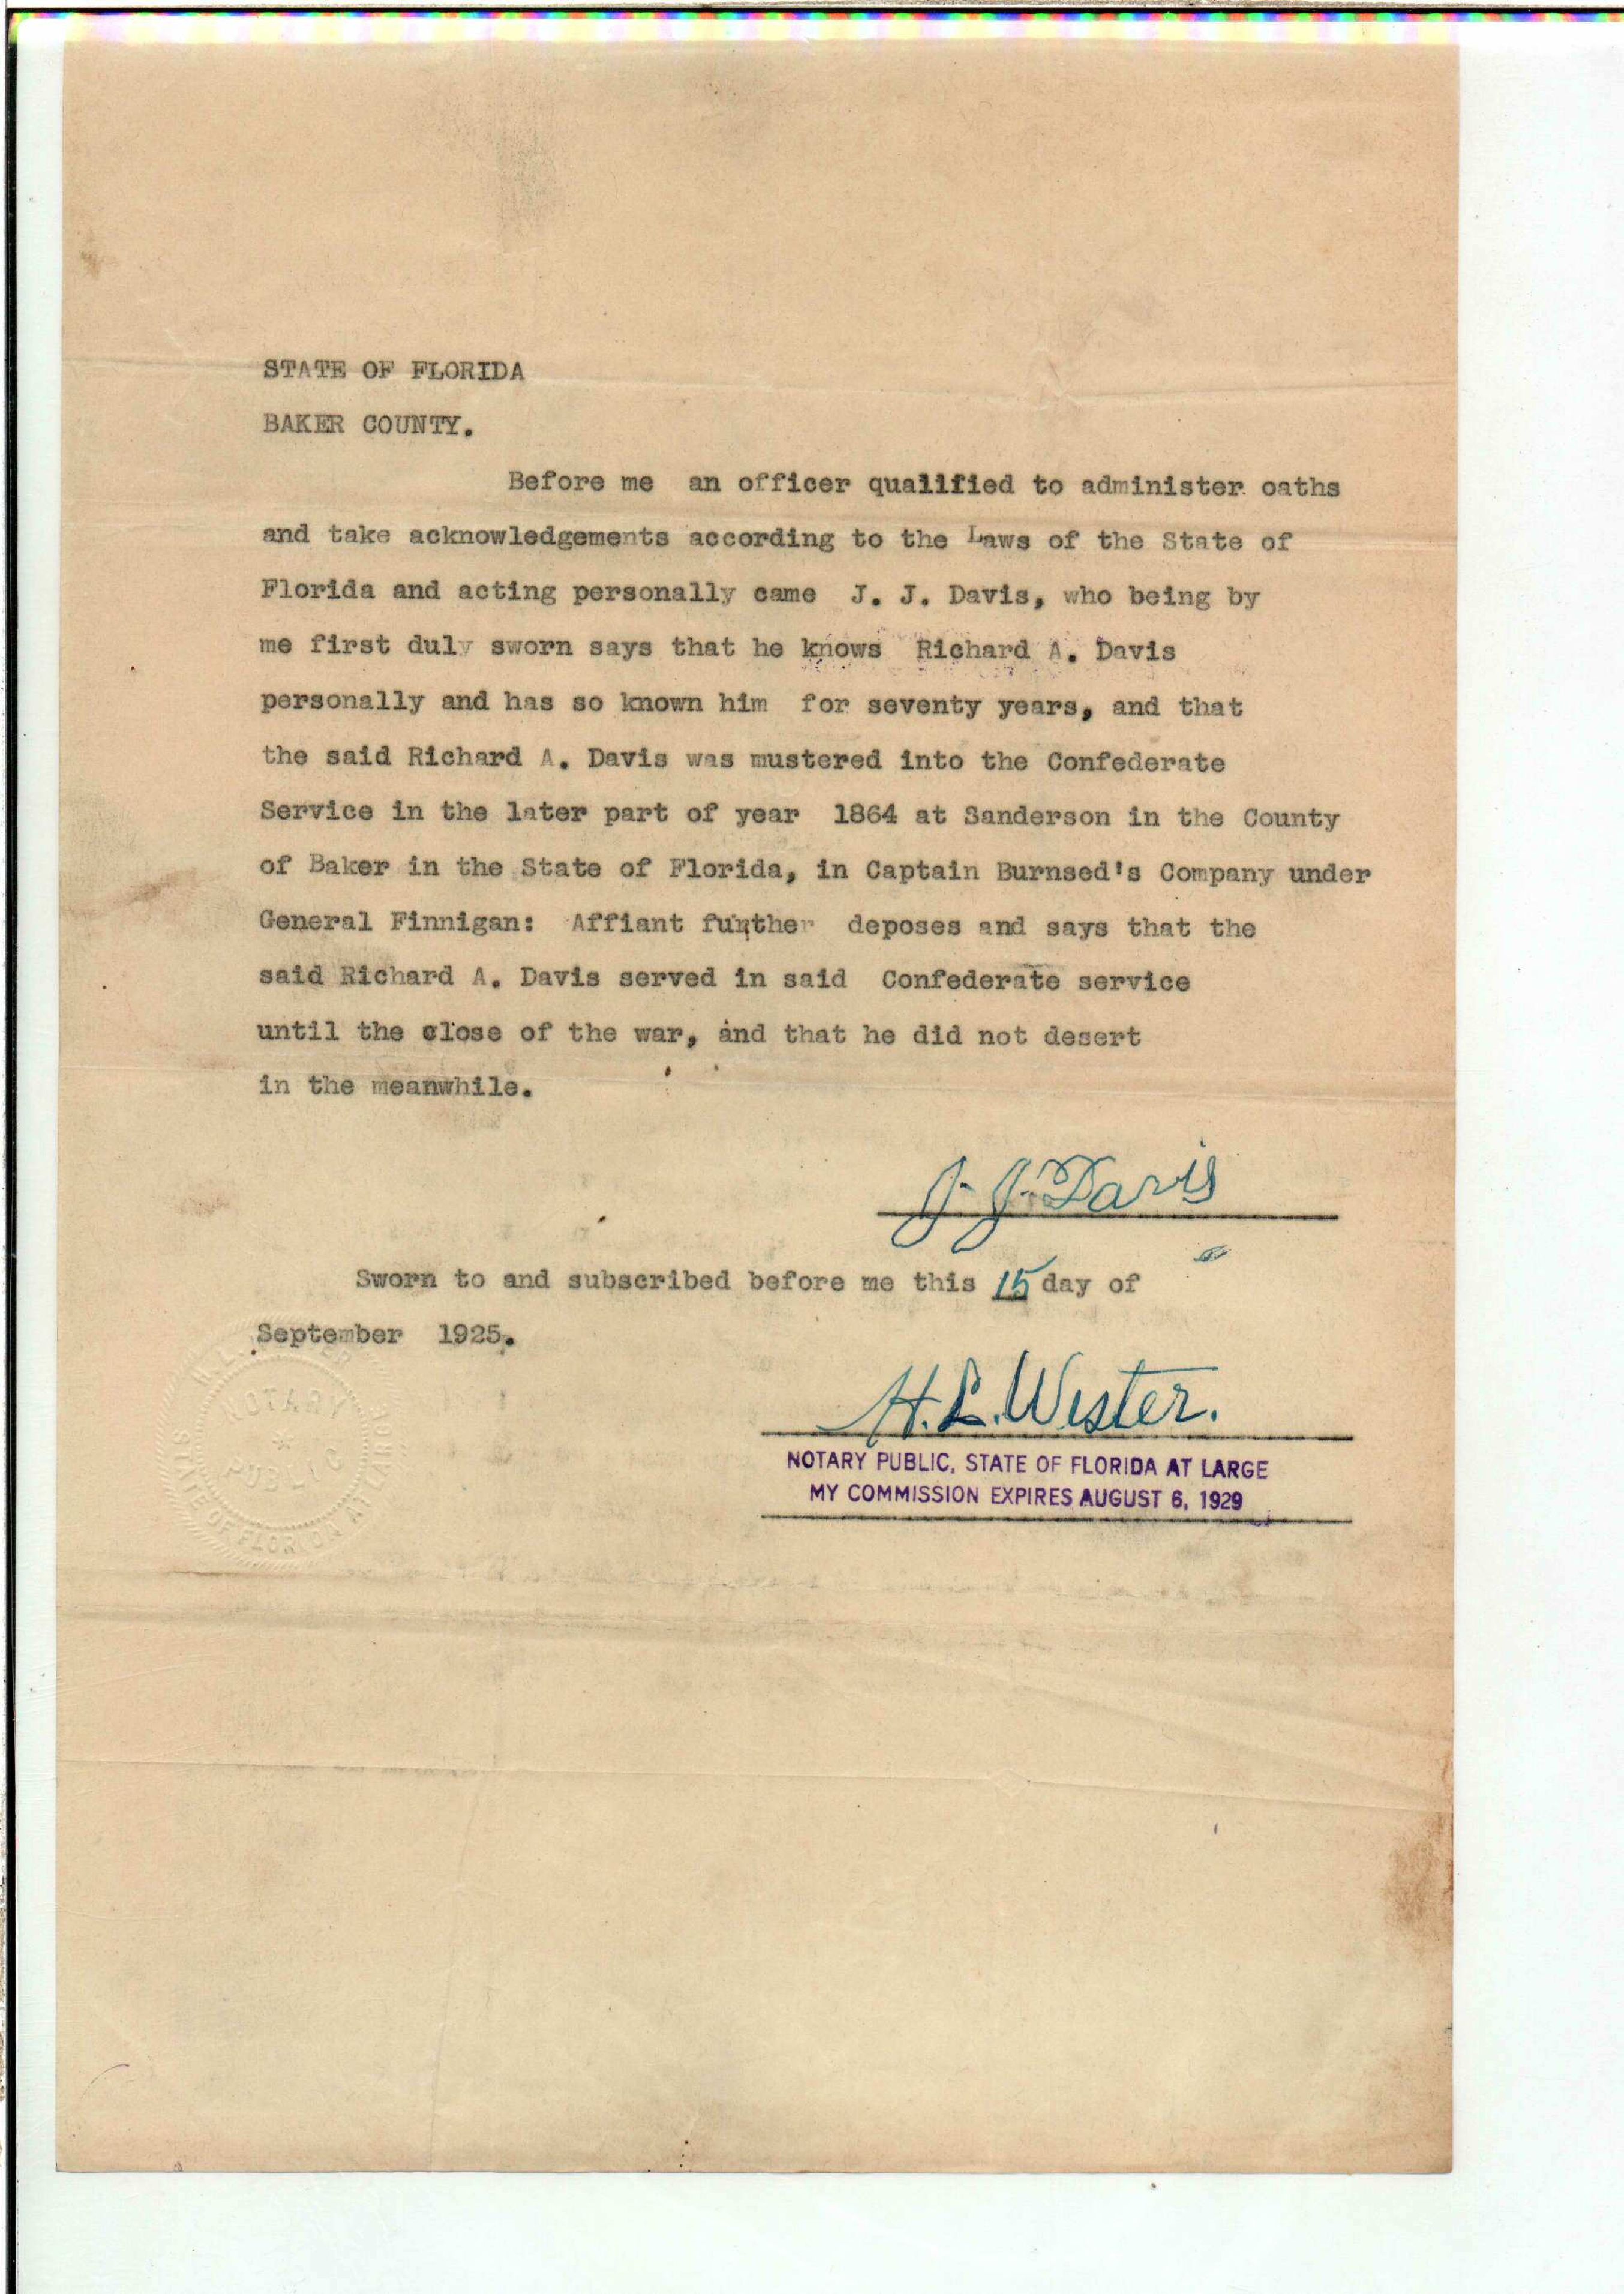 STATE OF FLORIDA
BAKER COUNTY.
Before me an officer qualified to administer oaths
and take acknowledgements according to the Laws of the State of
Florida and acting personally came J. J. Davis, who being by
me first duly sworn says that he knows Richard A. Davis
personally and has so known him for seventy years, and that
the said Richard A. Davis was mustered into the Confederate
Service in the later part of year 1864 at Sanderson in the County
of Baker in the State of Florida, in Captain Burnsed's Company under
General Finnigan: Affiant further deposes and says that the
said Richard A. Davis served in said Confederate service
until the close of the war, and that he did not desert
in the meanwhile.
J. J. Davis
Sworn to and subscribed before me this 15 day of
September 1925.
H. L. Wester.
NOTARY PUBLIC, STATE OF FLORIDA AT LARGE
MY COMMISSION EXPIRES AUGUST 6, 1929
H. L.
NOTARY
PUBLIC
STATE OF FLORIDA AT LARGE